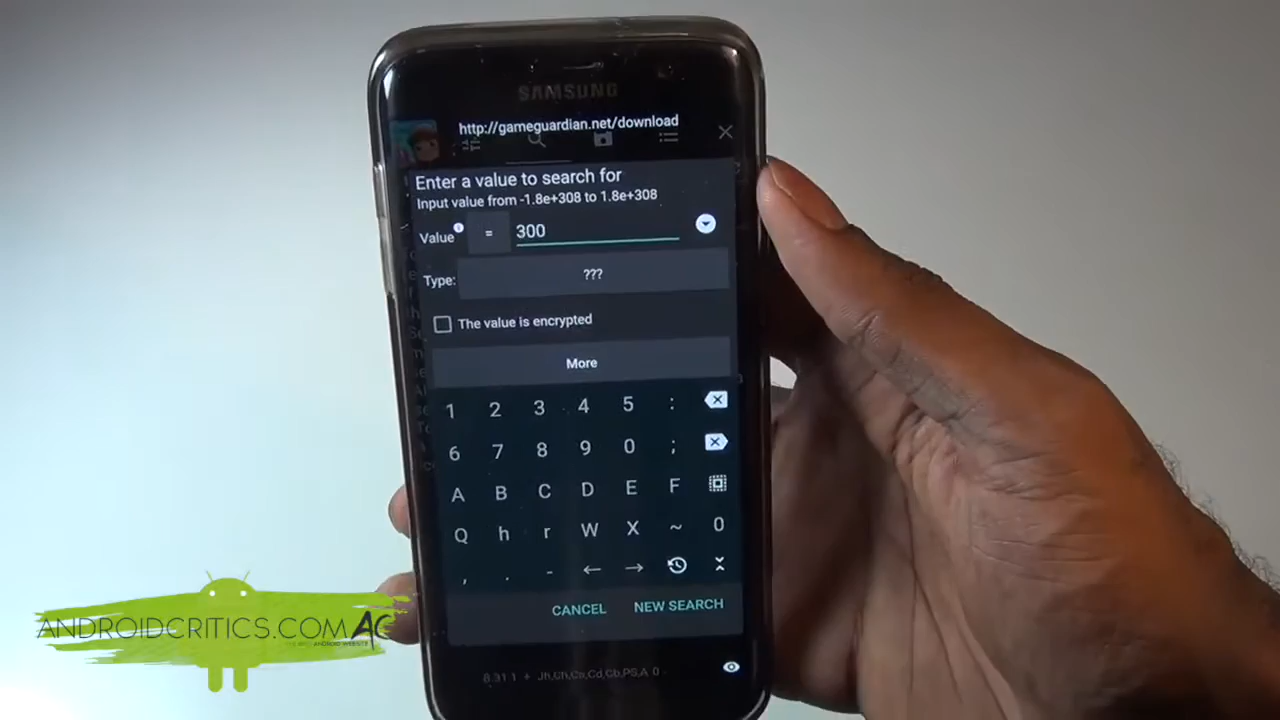 SAMSUNG
http://gameguardian.net/download
Enter a value to search for
Input value from -1.8e+308 to 1.8e+308
Value = 300
Type: ???
The value is encrypted
More
1 2 3 4 5 :
6 7 8 9 0 ;
A B C D E F
Q h r W X ~ 0
, . - ← →
CANCEL NEW SEARCH
ANDROIDCRITICS.COM AC